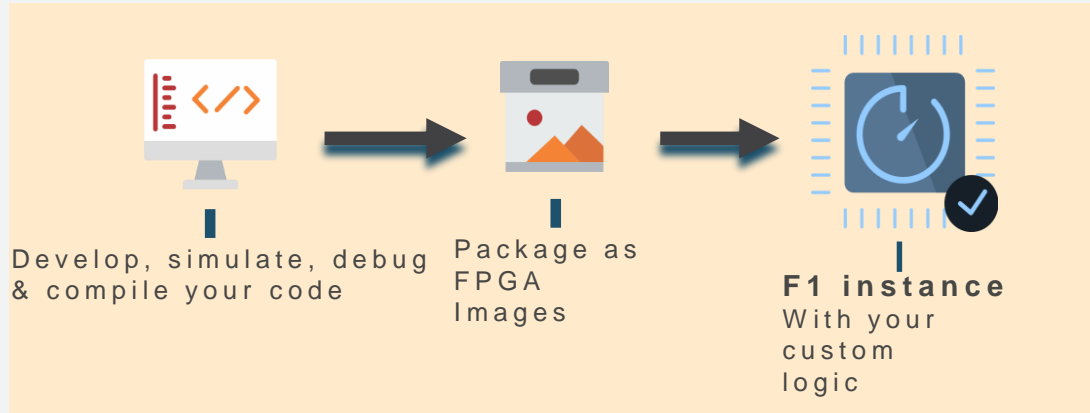 </>
Develop, simulate, debug
& compile your code
Package as
FPGA
Images
F1 instance
With your
custom
logic